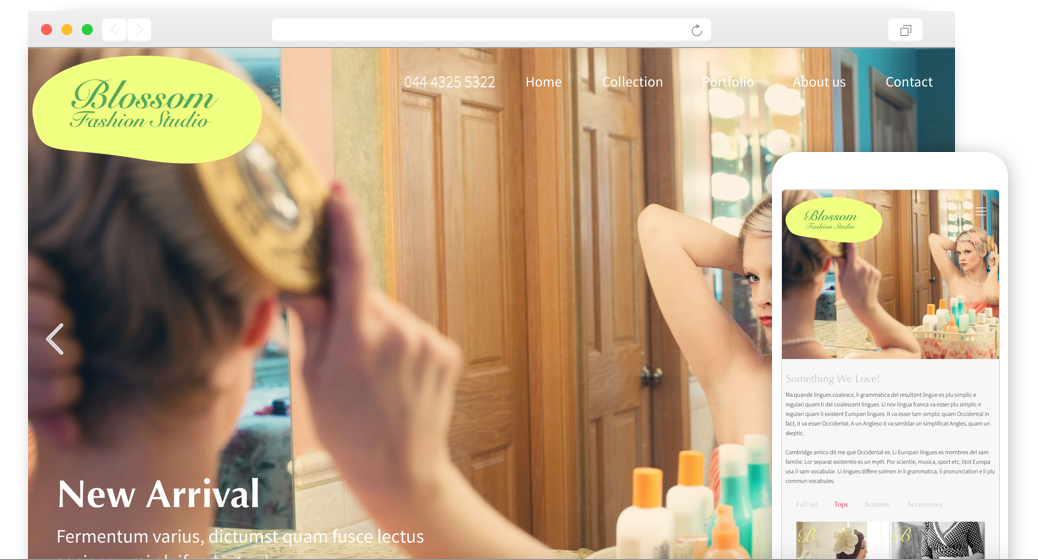 Blossom
Fashion Studio
044 4325 5322 Home Collection Portfolio About us Contact
New Arrival
Fermentum varius, dictumst quam fusce lectus
Blossom
Fashion Studio
Something We Love!
Ma quande lingues coalesce, li grammatica del resultant lingue es plu simplic e
regulari quam ti del coalescent lingues. Li nov lingua franca va esser plu simplic e
regulari quam li existent Europan lingues. It va esser tam simplic quam Occidental in
fact, it va esser Occidental. A un Angleso it va semblar un simplificat Angles, quam un
skeptic.
Cambridge amico dit me que Occidental es. Li Europan lingues es membres del sam
familie. Lor separat existentie es un myth. Por scientie, musica, sport etc, litot Europa
usa li sam vocabular. Li lingues differe solmen in li grammatica, li pronunciation e li plu
commun vocabules.
Full set Tops Bottoms Accessories
B B